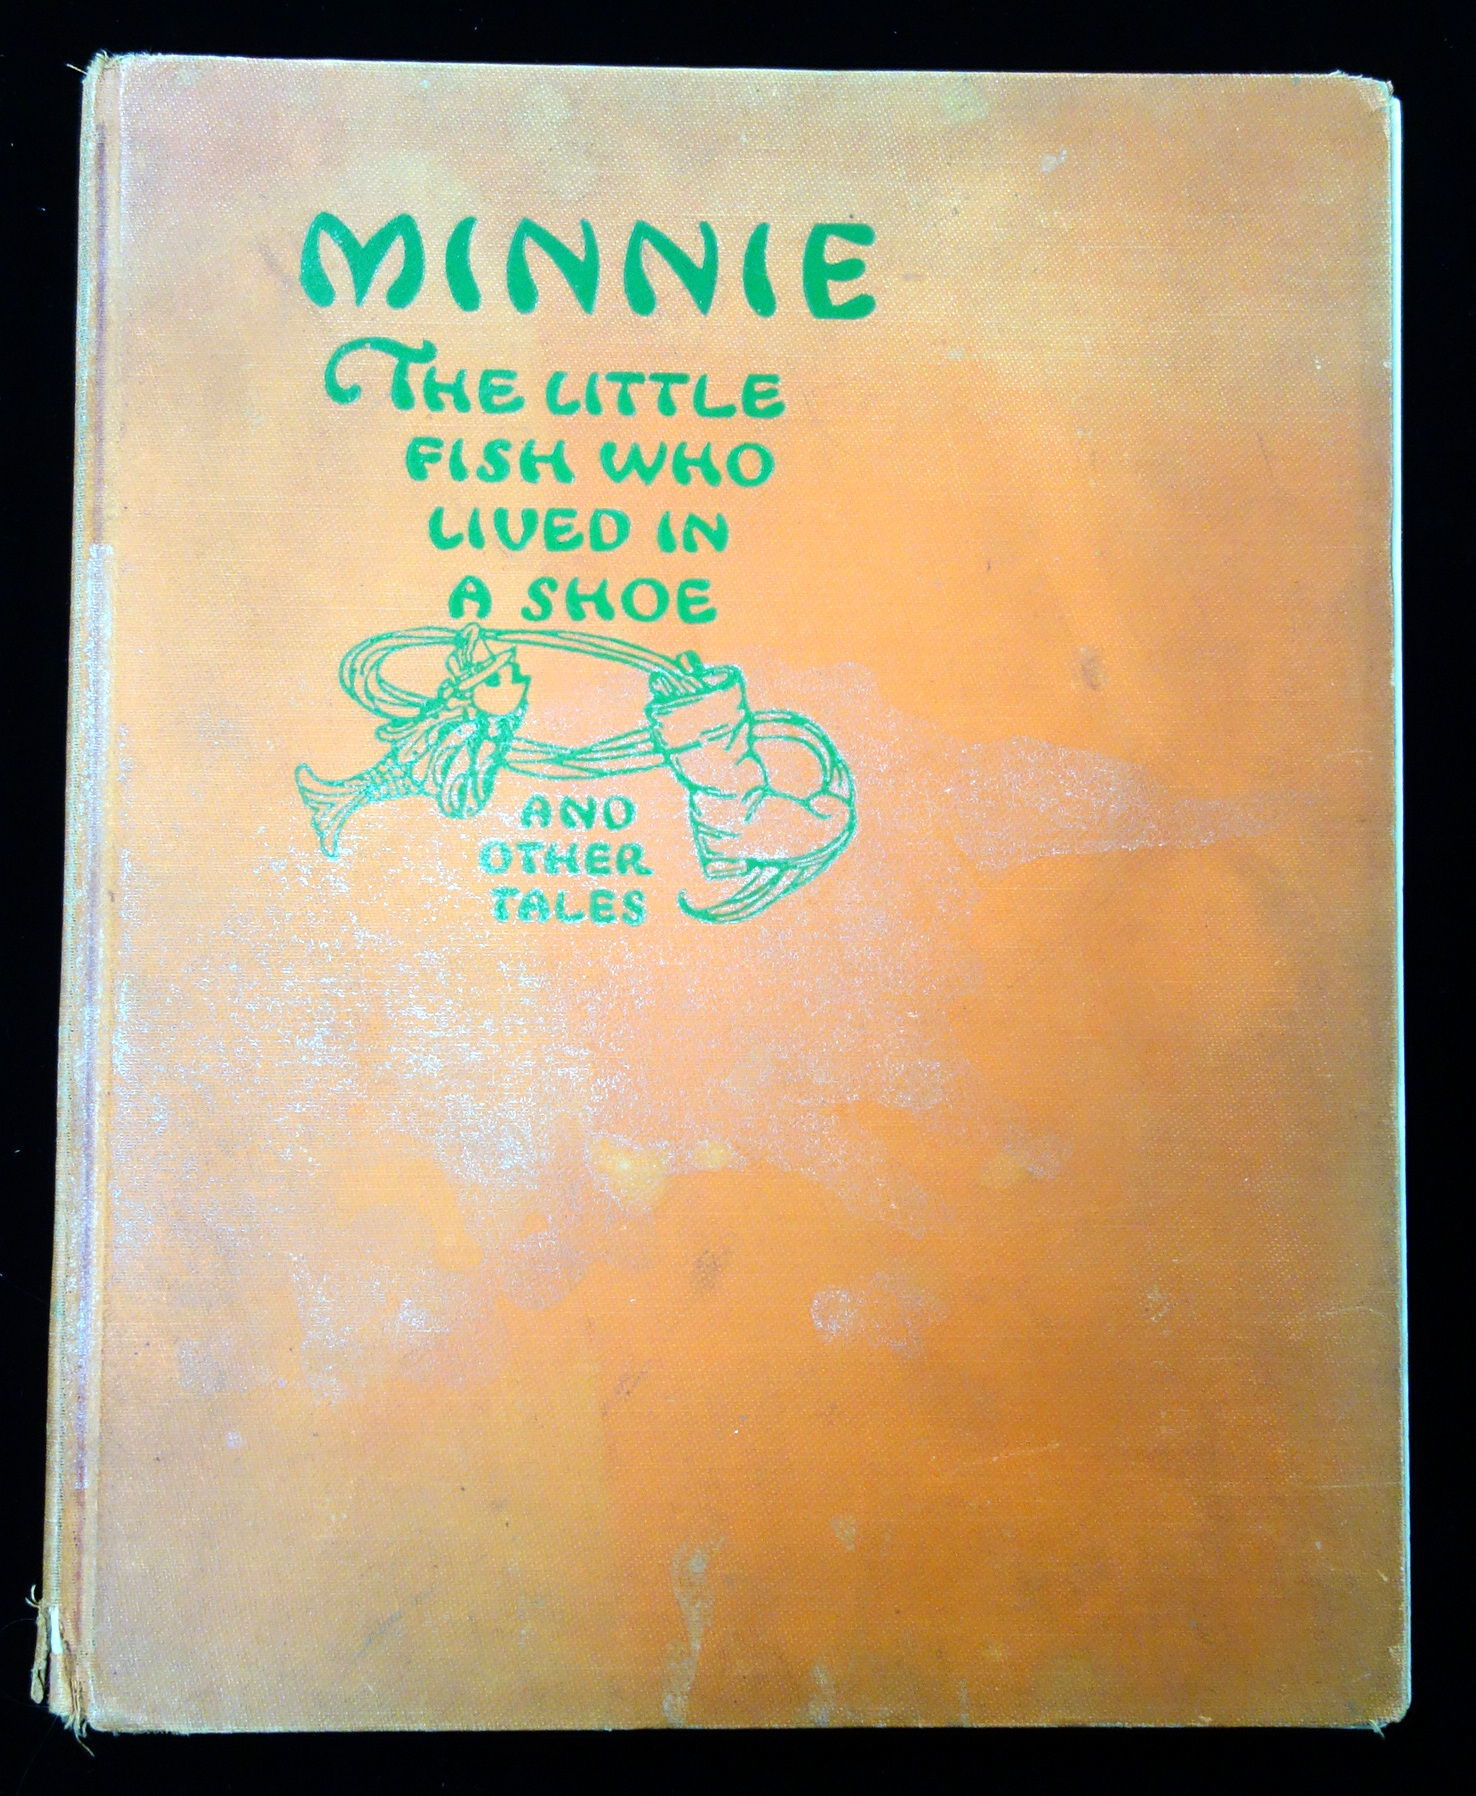 MINNIE
THE LITTLE
FISH WHO
LIVED IN
A SHOE
AND
OTHER
TALES